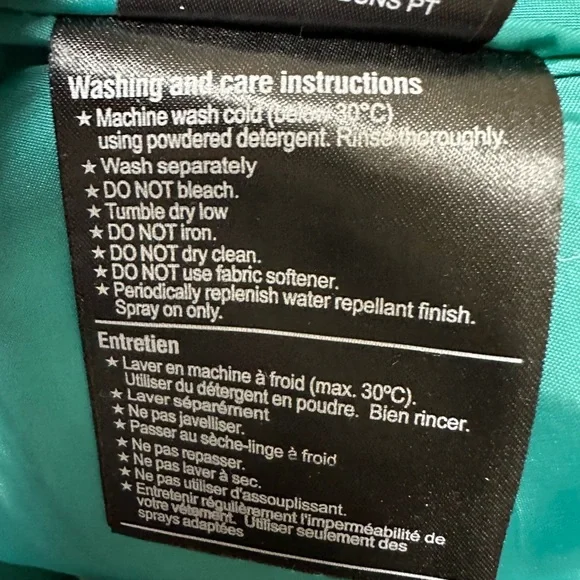 Washing and care instructions
★ Machine wash cold (below 30°C)
using powdered detergent. Rinse thoroughly.
★ Wash separately
★ DO NOT bleach.
★ Tumble dry low
★ DO NOT iron.
★ DO NOT dry clean.
★ DO NOT use fabric softener.
★ Periodically replenish water repellant finish.
Spray on only.
Entretien
★ Laver en machine à froid (max. 30ºC).
Utiliser du détergent en poudre. Bien rincer.
★ Laver séparément
★ Ne pas javelliser.
★ Passer au sèche-linge à froid
★ Ne pas repasser.
★ Ne pas laver à sec.
★ Ne pas utiliser d'assouplissant.
★ Entretenir régulièrement l'imperméabilité de
votre vêtement. Utiliser seulement des
sprays adaptées